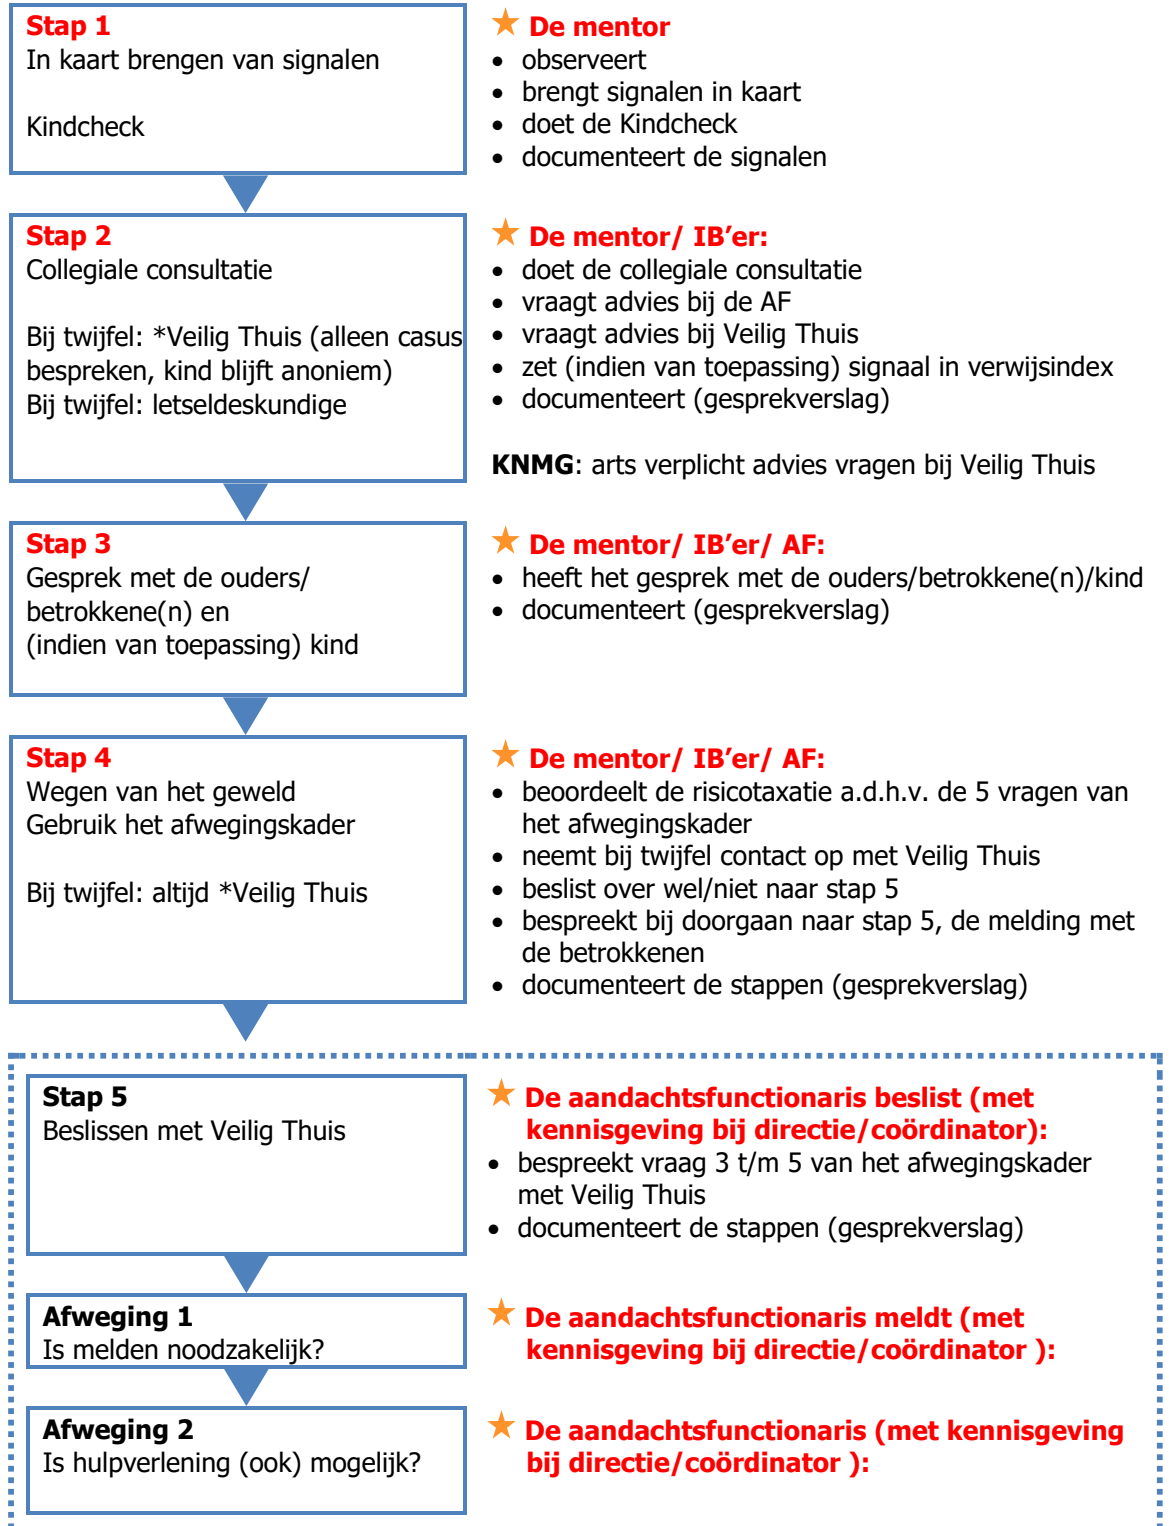 Stap 1
In kaart brengen van signalen
Kindcheck
De mentor
• observeert
• brengt signalen in kaart
• doet de Kindcheck
• documenteert de signalen
Stap 2
Collegiale consultatie
Bij twijfel: *Veilig Thuis (alleen casus
bespreken, kind blijft anoniem)
Bij twijfel: letseldeskundige
De mentor/ IB’er:
• doet de collegiale consultatie
• vraagt advies bij de AF
• vraagt advies bij Veilig Thuis
• zet (indien van toepassing) signaal in verwijsindex
• documenteert (gesprekverslag)
KNMG: arts verplicht advies vragen bij Veilig Thuis
Stap 3
Gesprek met de ouders/
betrokkene(n) en
(indien van toepassing) kind
De mentor/ IB’er/ AF:
• heeft het gesprek met de ouders/betrokkene(n)/kind
• documenteert (gesprekverslag)
Stap 4
Wegen van het geweld
Gebruik het afwegingskader
Bij twijfel: altijd *Veilig Thuis
De mentor/ IB’er/ AF:
• beoordeelt de risicotaxatie a.d.h.v. de 5 vragen van
het afwegingskader
• neemt bij twijfel contact op met Veilig Thuis
• beslist over wel/niet naar stap 5
• bespreekt bij doorgaan naar stap 5, de melding met
de betrokkenen
• documenteert de stappen (gesprekverslag)
Stap 5
Beslissen met Veilig Thuis
De aandachtsfunctionaris beslist (met
kennisgeving bij directie/coördinator):
• bespreekt vraag 3 t/m 5 van het afwegingskader
met Veilig Thuis
• documenteert de stappen (gesprekverslag)
Afweging 1
Is melden noodzakelijk?
De aandachtsfunctionaris meldt (met
kennisgeving bij directie/coördinator ):
Afweging 2
Is hulpverlening (ook) mogelijk?
De aandachtsfunctionaris (met kennisgeving
bij directie/coördinator ):